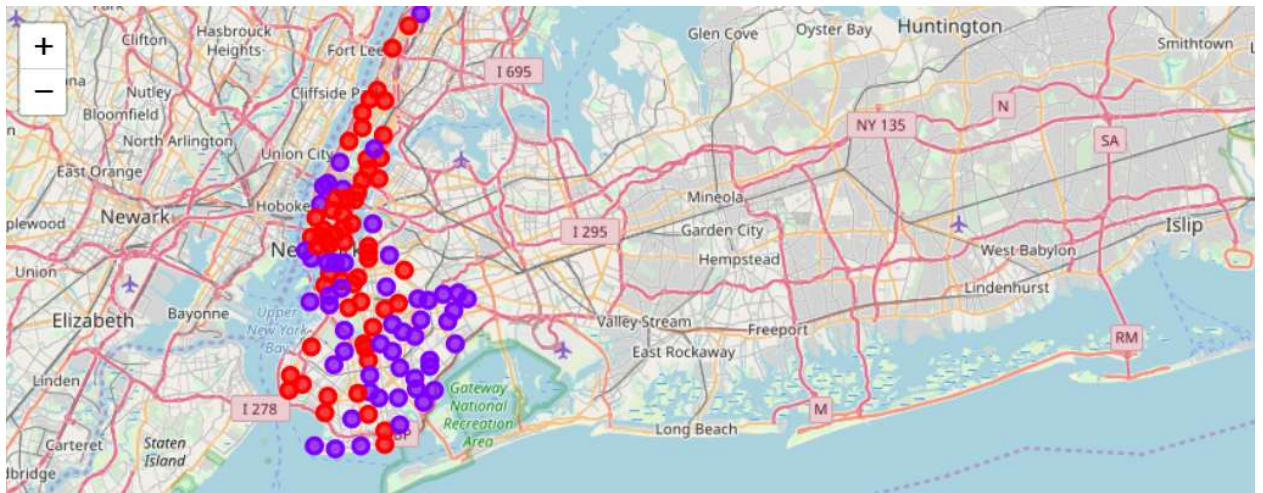 Huntington
Oyster Bay
Glen Cove
Smithtown
Hasbrouck
Heights
Clifton
Fort Lee
I 695
Nutley
Cliffside P
Bloomfield
N
NY 135
SA
North Arlington
Union City
East Orange
Mineola
plewood
Newark
Hoboke
I 295
Garden City
Islip
West Babylon
Hempstead
Union
Lindenhurst
Elizabeth
Bayonne
Upper
New York
Bay
Valley Stream
Freeport
RM
East Rockaway
Linden
I 278
Gateway
National
Recreation
Area
M
Long Beach
Carteret
Staten
Island
lbridge